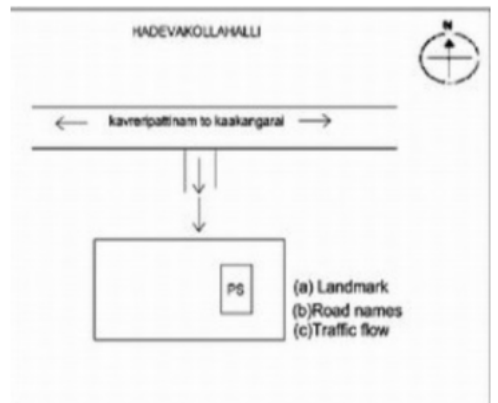 HADEVAKOLLAHALLI
N
kavreripattinam to kaakangarai
PS
(a) Landmark
(b)Road names
(c)Traffic flow